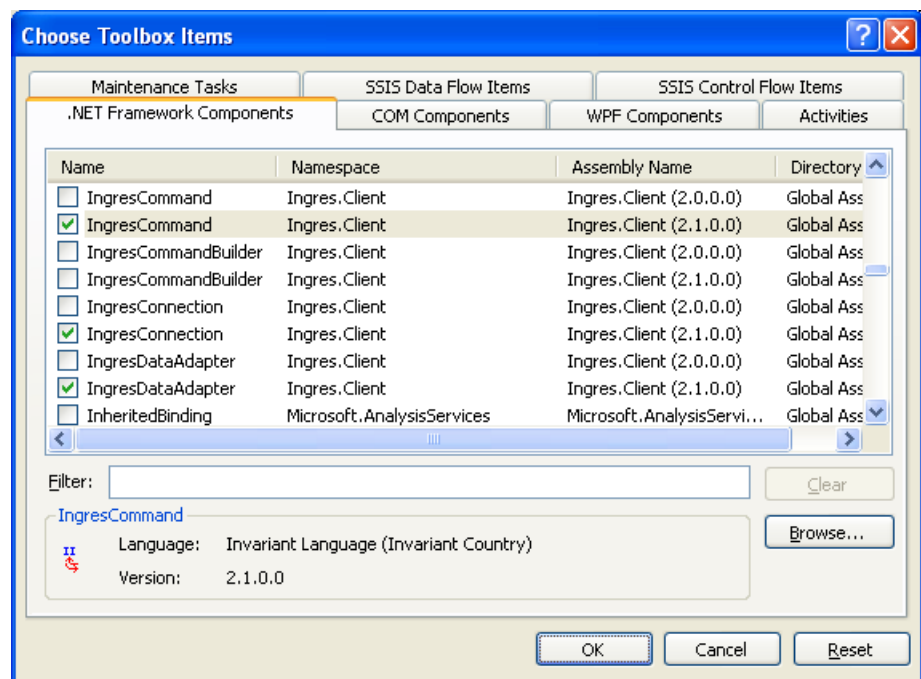 Choose Toolbox Items
Maintenance Tasks SSIS Data Flow Items SSIS Control Flow Items
.NET Framework Components COM Components WPF Components Activities
Name Namespace Assembly Name Directory
IngresCommand Ingres.Client Ingres.Client (2.0.0.0) Global Ass
IngresCommand Ingres.Client Ingres.Client (2.1.0.0) Global Ass
IngresCommandBuilder Ingres.Client Ingres.Client (2.0.0.0) Global Ass
IngresCommandBuilder Ingres.Client Ingres.Client (2.1.0.0) Global Ass
IngresConnection Ingres.Client Ingres.Client (2.0.0.0) Global Ass
IngresConnection Ingres.Client Ingres.Client (2.1.0.0) Global Ass
IngresDataAdapter Ingres.Client Ingres.Client (2.0.0.0) Global Ass
IngresDataAdapter Ingres.Client Ingres.Client (2.1.0.0) Global Ass
InheritedBinding Microsoft.AnalysisServices Microsoft.AnalysisServi... Global Ass
Filter: Clear
IngresCommand
Language: Invariant Language (Invariant Country) Browse...
Version: 2.1.0.0
OK Cancel Reset